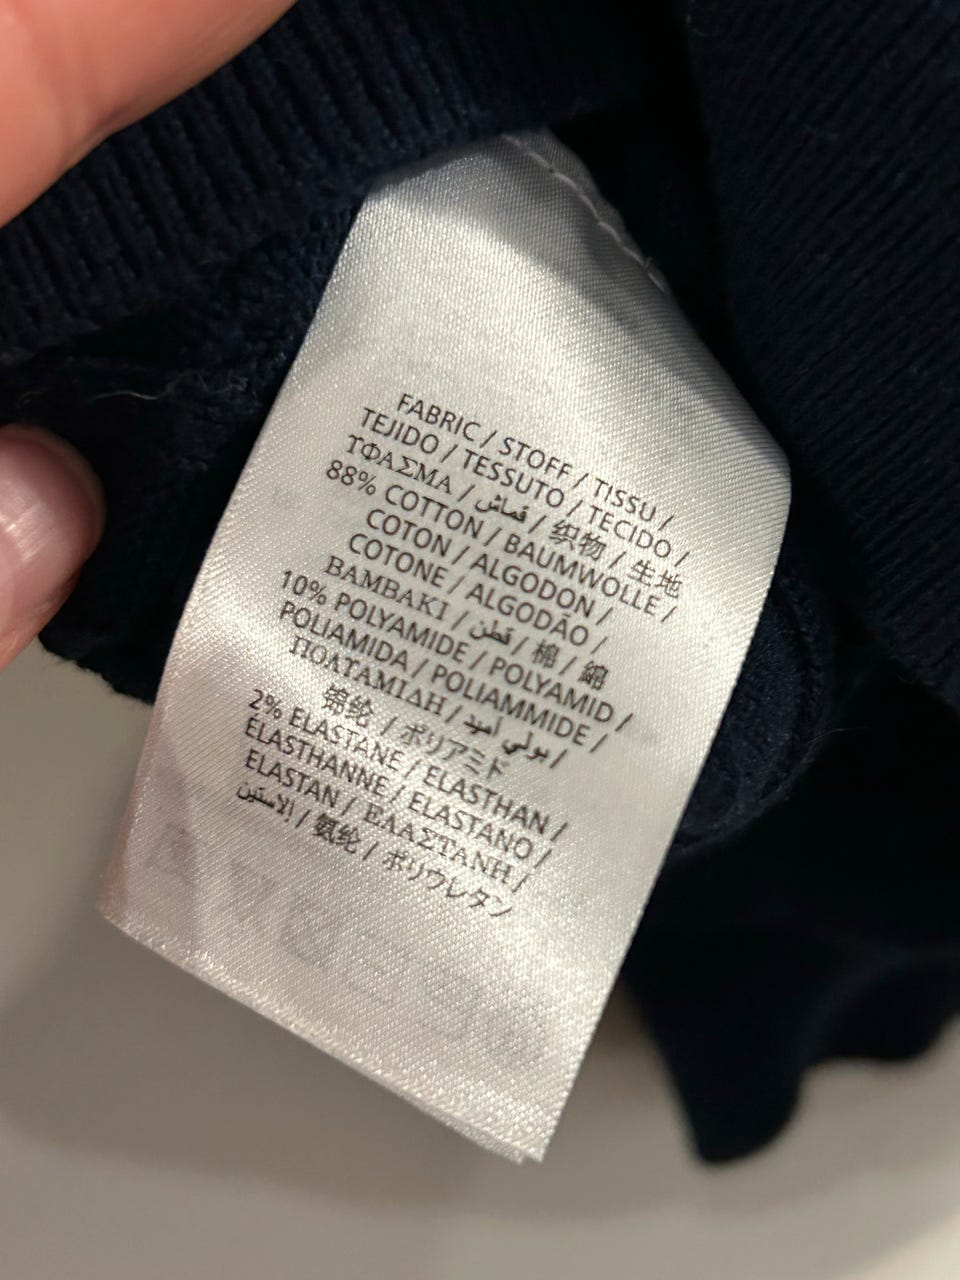 FABRIC / STOFF / TISSU /
TEJIDO / TESSUTO / TECIDO /
ΥΦΑΣΜΑ / قماش / 织物 / 生地
88% COTTON / BAUMWOLLE /
COTON / ALGODON /
COTONE / ALGODÃO /
ΒΑΜΒΑΚΙ / قطن / 棉 / 綿
10% POLYAMIDE / POLYAMID /
POLIAMIDA / POLIAMMIDE /
ΠΟΛΥΑΜΙΔΗ / بولي أميد /
锦纶 / ポリアミド
2% ELASTANE / ELASTHAN /
ELASTHANNE / ELASTANO /
ELASTAN / ΕΛΑΣΤΑΝΗ /
الاستين / 氨纶 / ポリウレタン